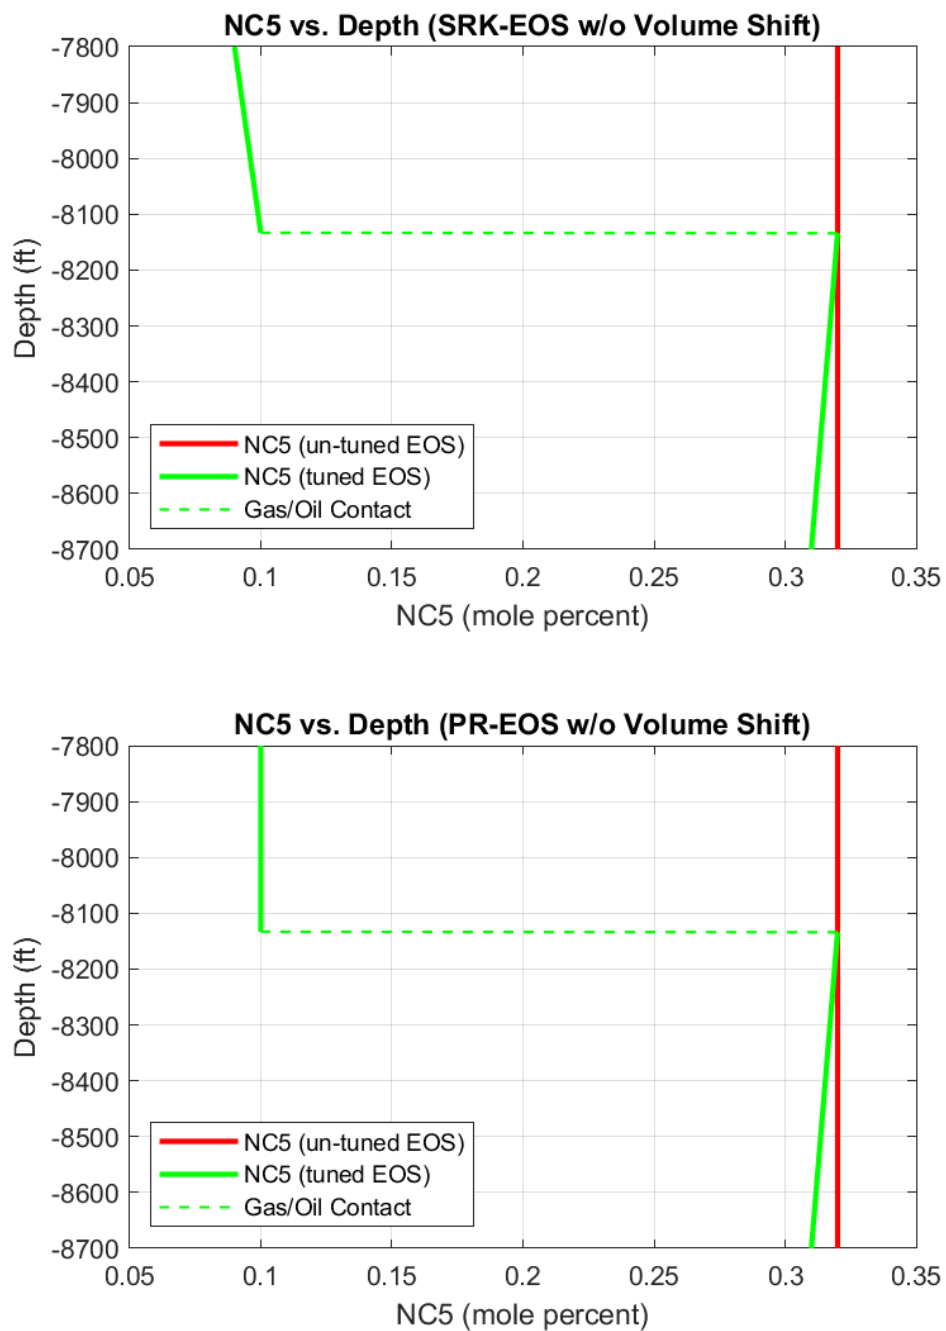 NC5 vs. Depth (SRK-EOS w/o Volume Shift)
-7800
-7900
-8000
-8100
-8200
-8300
-8400
-8500
-8600
-8700
Depth (ft)
NC5 (un-tuned EOS)
NC5 (tuned EOS)
Gas/Oil Contact
0.05 0.1 0.15 0.2 0.25 0.3 0.35
NC5 (mole percent)
NC5 vs. Depth (PR-EOS w/o Volume Shift)
-7800
-7900
-8000
-8100
-8200
-8300
-8400
-8500
-8600
-8700
Depth (ft)
NC5 (un-tuned EOS)
NC5 (tuned EOS)
Gas/Oil Contact
0.05 0.1 0.15 0.2 0.25 0.3 0.35
NC5 (mole percent)